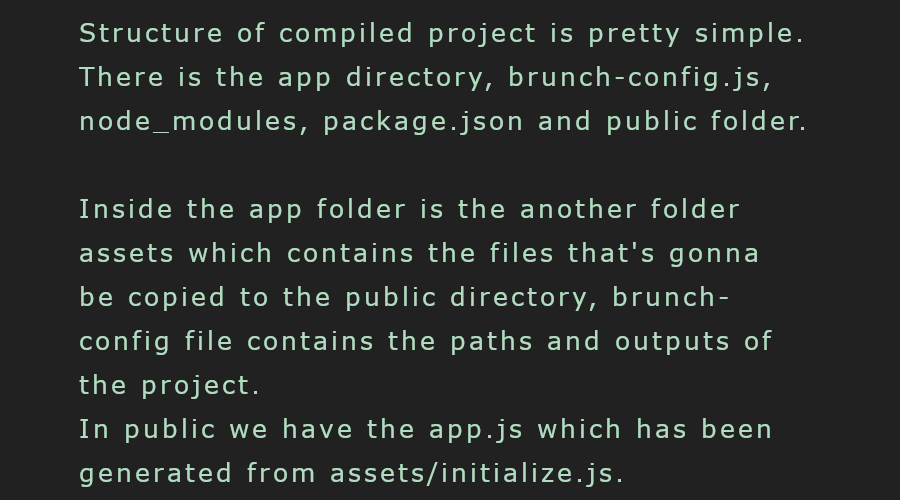 Structure of compiled project is pretty simple.
There is the app directory, brunch-config.js,
node_modules, package.json and public folder.
Inside the app folder is the another folder
assets which contains the files that's gonna
be copied to the public directory, brunch-
config file contains the paths and outputs of
the project.
In public we have the app.js which has been
generated from assets/initialize.js.